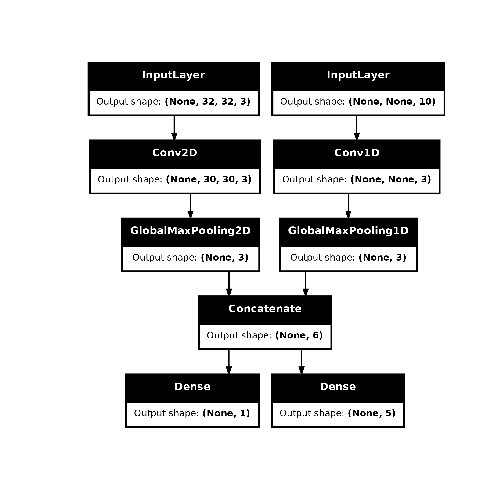 InputLayer
Output shape: (None, 32, 32, 3)
InputLayer
Output shape: (None, None, 10)
Conv2D
Output shape: (None, 30, 30, 3)
Conv1D
Output shape: (None, None, 3)
GlobalMaxPooling2D
Output shape: (None, 3)
GlobalMaxPooling1D
Output shape: (None, 3)
Concatenate
Output shape: (None, 6)
Dense
Output shape: (None, 1)
Dense
Output shape: (None, 5)